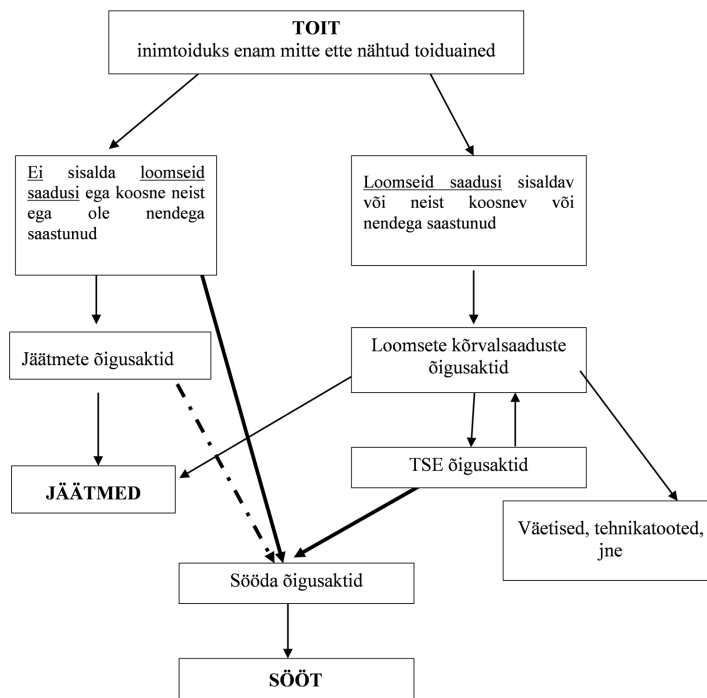 TOIT
inimtoiduks enam mitte ette nähtud toiduained
Ei sisalda loomseid
saadusi ega koosne neist
ega ole nendega
saastunud
Loomseid saadusi sisaldav
või neist koosnev või
nendega saastunud
Jäätmete õigusaktid
Loomsete kõrvalsaaduste
õigusaktid
JÄÄTMED
TSE õigusaktid
Väetised, tehnikatooted,
jne
Sööda õigusaktid
SÖÖT